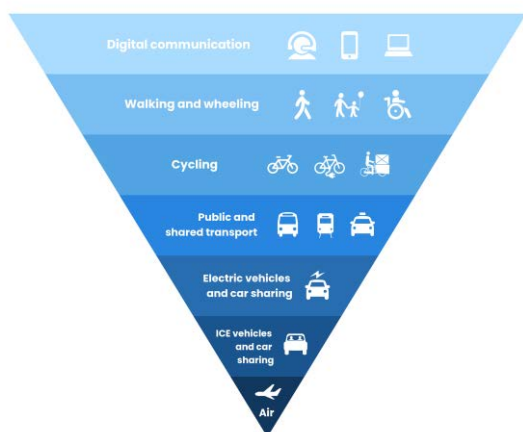 Digital communication
Walking and wheeling
Cycling
Public and
shared transport
Electric vehicles
and car sharing
ICE vehicles
and car
sharing
Air